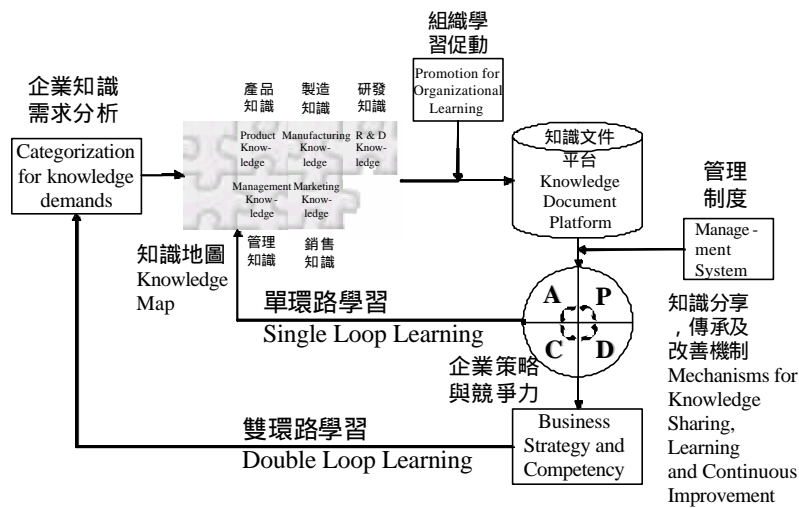 組織學
習促動
Promotion for
Organizational
Learning
企業知識
需求分析
Categorization
for knowledge
demands
產品
知識
製造
知識
研發
知識
Product
Know-
ledge
Manufacturing
Know-
ledge
R & D
Know-
ledge
Management
Know-
ledge
Marketing
Know-
ledge
管理
知識
銷售
知識
知識地圖
Knowledge
Map
知識文件
平台
Knowledge
Document
Platform
管理
制度
Manage-
ment
System
A
P
C
D
單環路學習
Single Loop Learning
知識分享
，傳承及
改善機制
Mechanisms for
Knowledge
Sharing,
Learning
and Continuous
Improvement
企業策略
與競爭力
Business
Strategy and
Competency
雙環路學習
Double Loop Learning